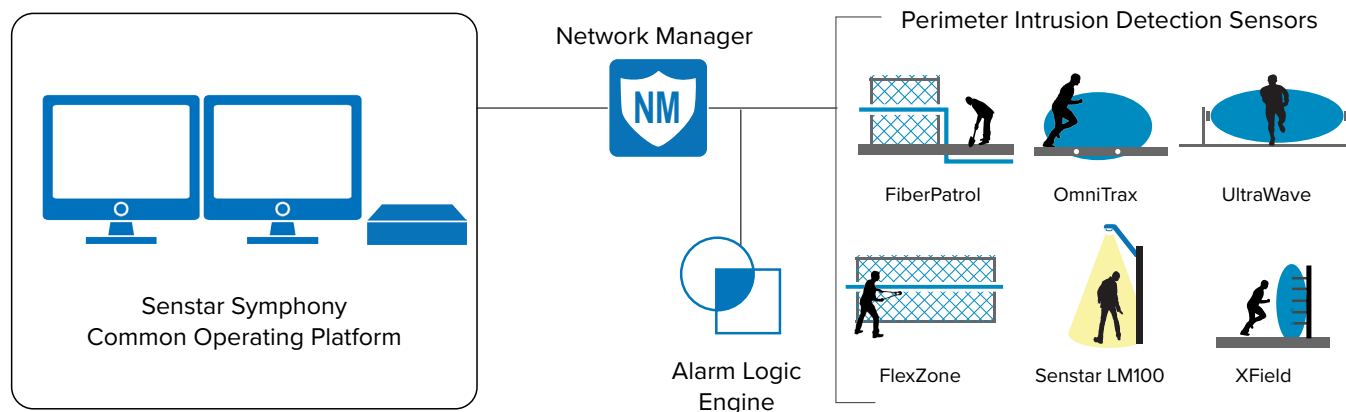 Senstar Symphony
Common Operating Platform
Network Manager
NM
Alarm Logic
Engine
Perimeter Intrusion Detection Sensors
FiberPatrol
OmniTrax
UltraWave
FlexZone
Senstar LM100
XField